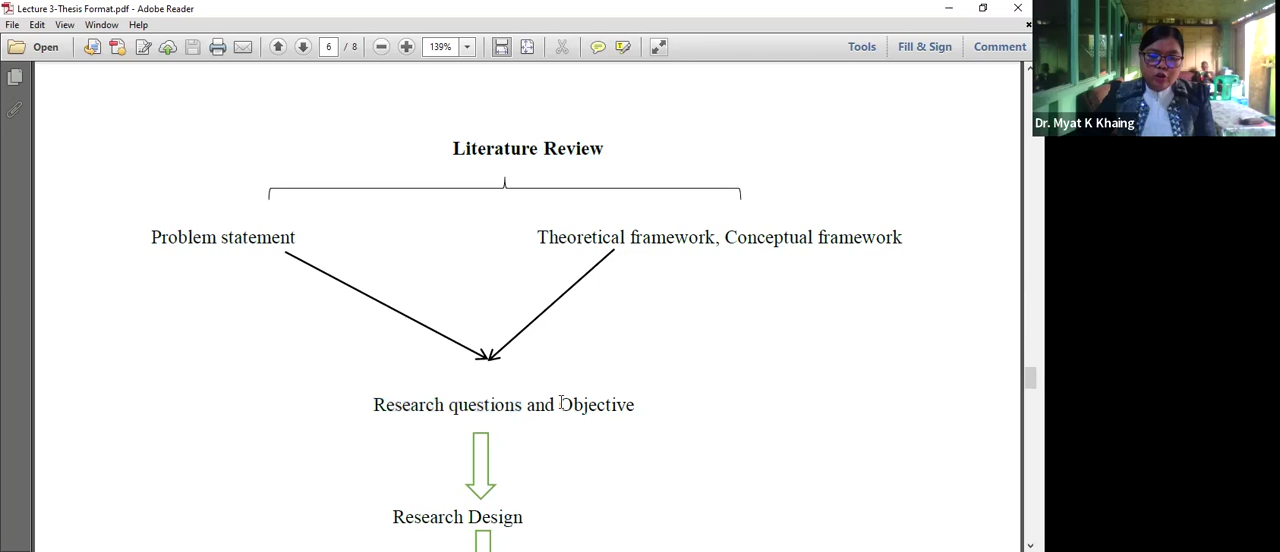 Lecture 3-Thesis Format.pdf - Adobe Reader
File Edit View Window Help
Open 6 / 8 139% Tools Fill & Sign Comment
Dr. Myat K Khaing
Literature Review
Problem statement Theoretical framework, Conceptual framework
Research questions and Objective
Research Design